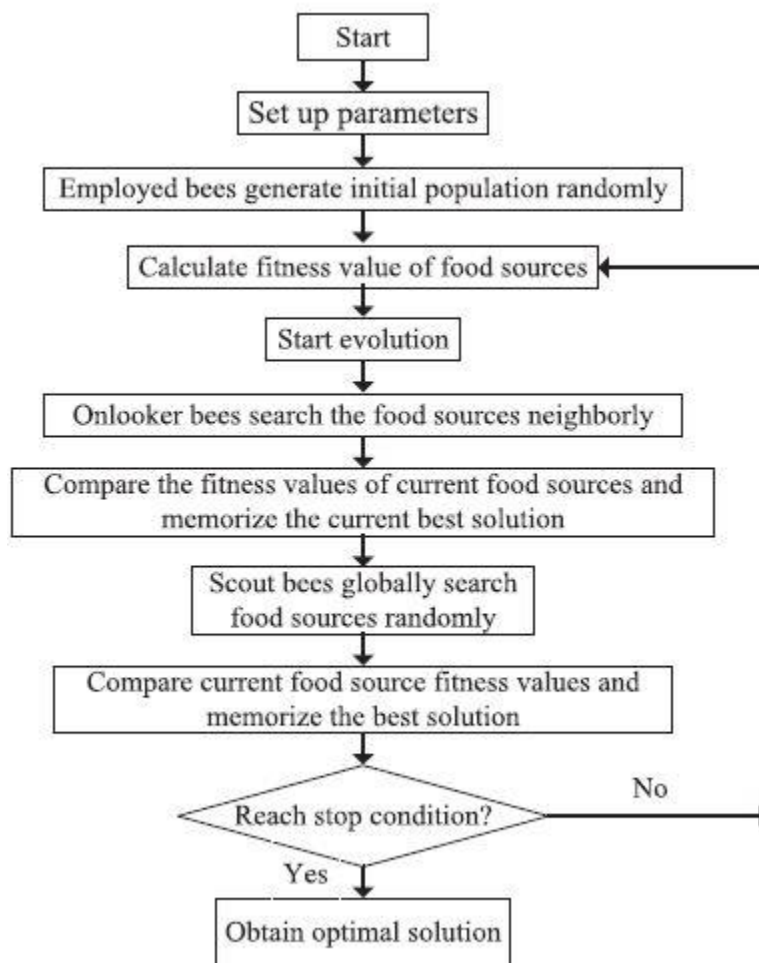 Start
Set up parameters
Employed bees generate initial population randomly
Calculate fitness value of food sources
Start evolution
Onlooker bees search the food sources neighborly
Compare the fitness values of current food sources and
memorize the current best solution
Scout bees globally search
food sources randomly
Compare current food source fitness values and
memorize the best solution
Reach stop condition?
No
Yes
Obtain optimal solution